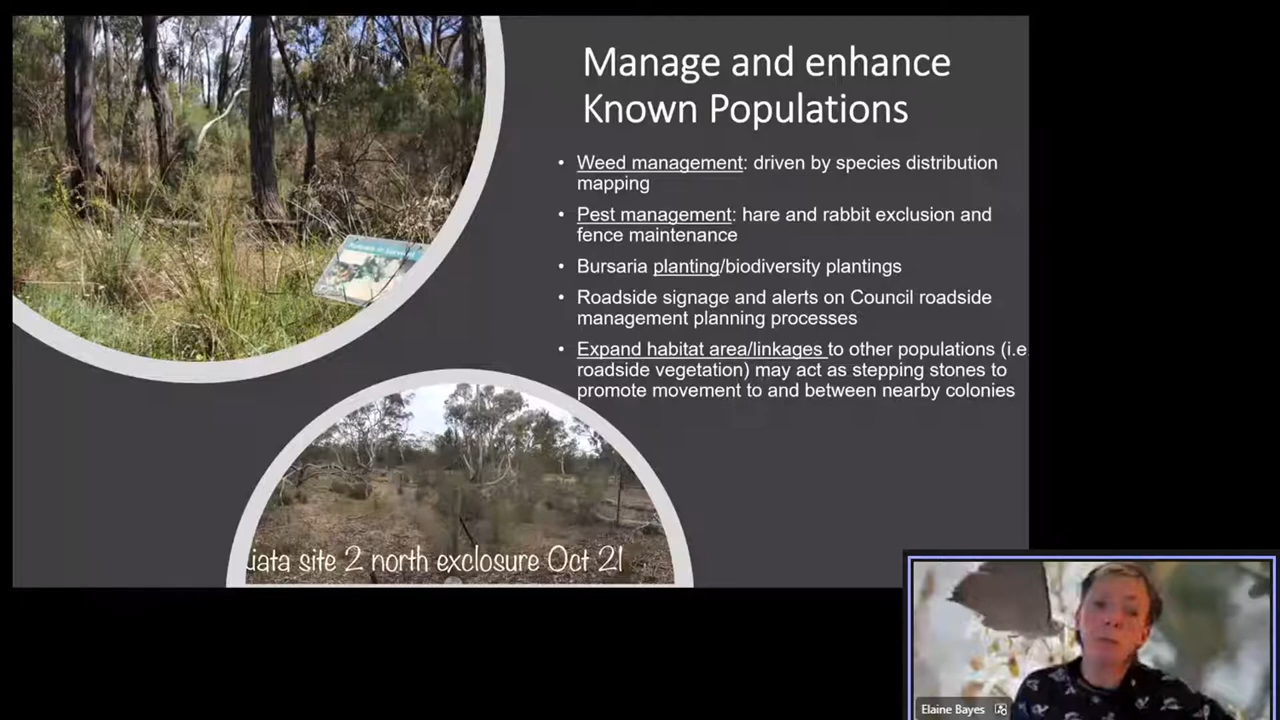 Manage and enhance
Known Populations
• Weed management: driven by species distribution
mapping
• Pest management: hare and rabbit exclusion and
fence maintenance
• Bursaria planting/biodiversity plantings
• Roadside signage and alerts on Council roadside
management planning processes
• Expand habitat area/linkages to other populations (i.e
roadside vegetation) may act as stepping stones to
promote movement to and between nearby colonies
site 2 north exclosure Oct 21
Elaine Bayes